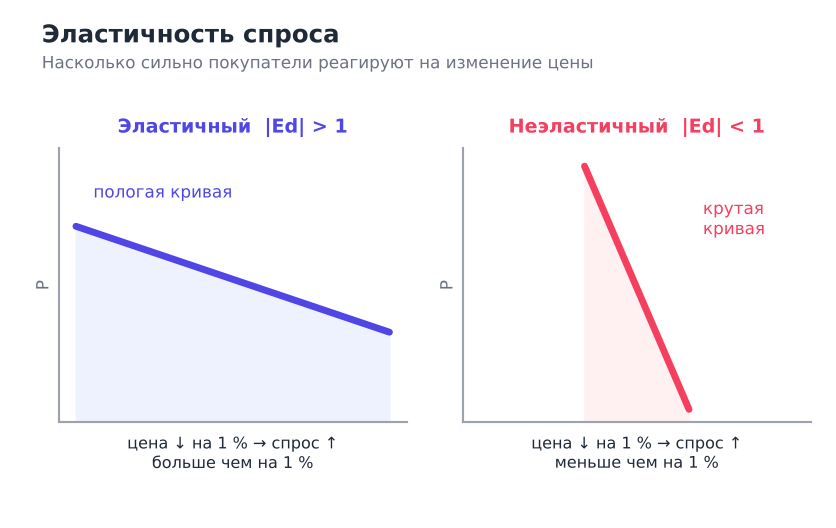 Эластичность спроса
Насколько сильно покупатели реагируют на изменение цены
Эластичный |Ed| > 1
пологая кривая
P
цена ↓ на 1 % → спрос ↑
больше чем на 1 %
Неэластичный |Ed| < 1
крутая
кривая
P
цена ↓ на 1 % → спрос ↑
меньше чем на 1 %